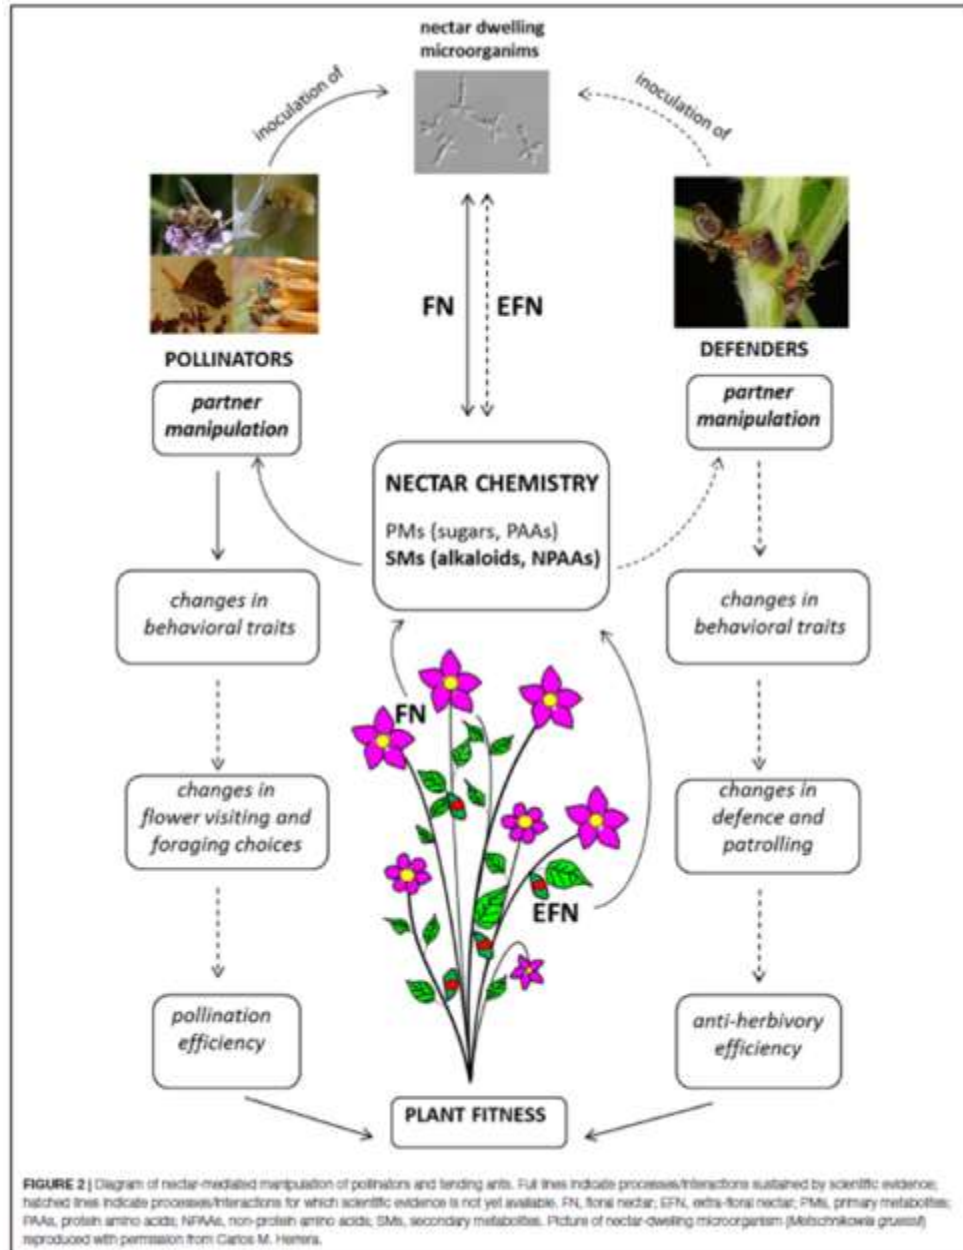 nectar dwelling
microorganims
inoculation of
inoculation of
FN
EFN
POLLINATORS
DEFENDERS
partner
manipulation
partner
manipulation
NECTAR CHEMISTRY
PMs (sugars, PAAs)
SMs (alkaloids, NPAAs)
changes in
behavioral traits
changes in
behavioral traits
FN
changes in
flower visiting and
foraging choices
changes in
defence and
patrolling
EFN
pollination
efficiency
anti-herbivory
efficiency
PLANT FITNESS
FIGURE 2 | Diagram of nectar-mediated manipulation of pollinators and tending ants. Full lines indicate processes/interactions sustained by scientific evidence;
hatched lines indicate processes/interactions for which scientific evidence is not yet available. FN, floral nectar; EFN, extra-floral nectar; PMs, primary metabolites;
PAAs, protein amino acids; NPAAs, non-protein amino acids; SMs, secondary metabolites. Picture of nectar-dwelling microorganism (Metschnikowia gruessii)
reproduced with permission from Carlos M. Herrera.